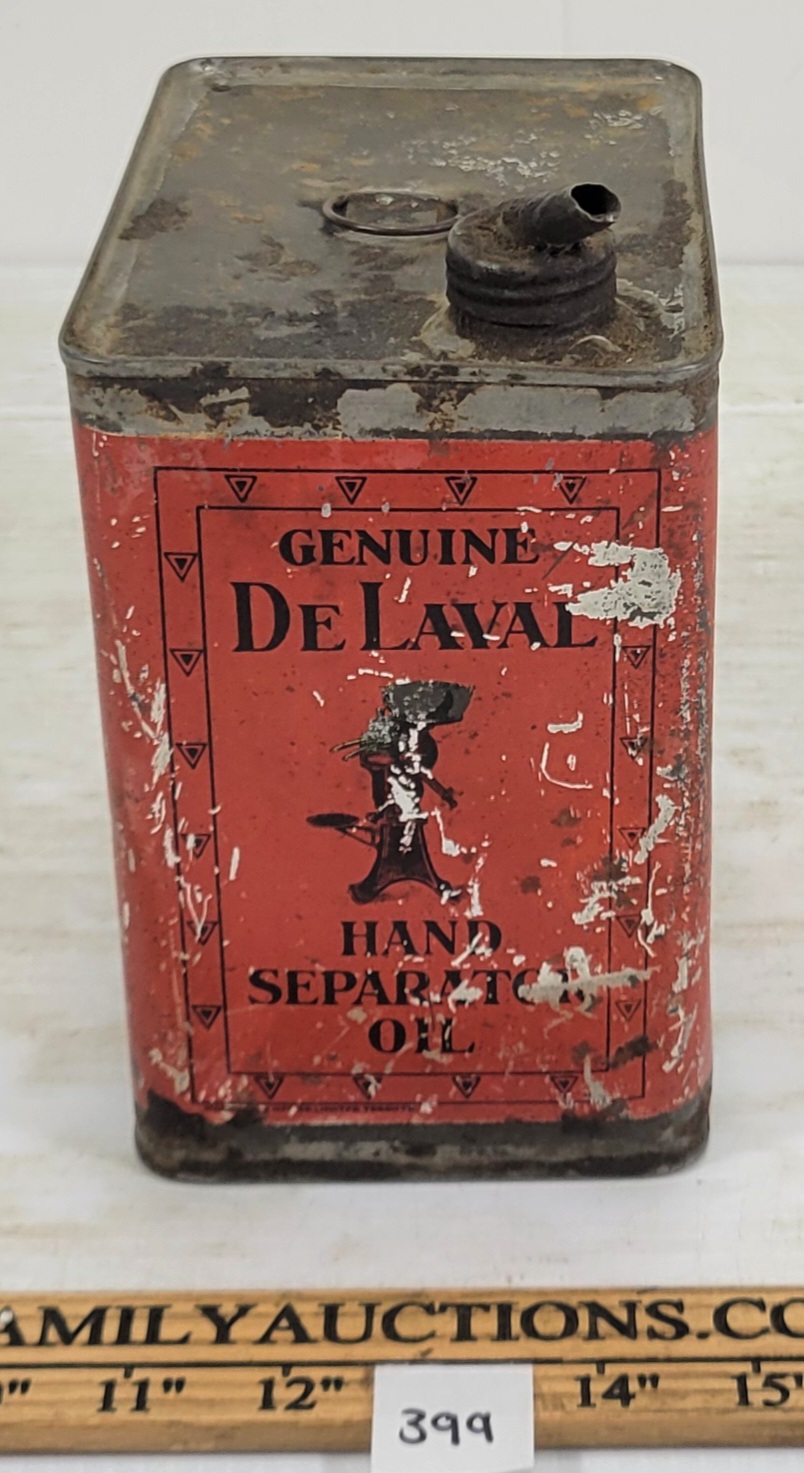 GENUINE
DE LAVAL
HAND
SEPARATOR
OIL
AMILYAUCTIONS.CO
11" 12" 14" 15"
399